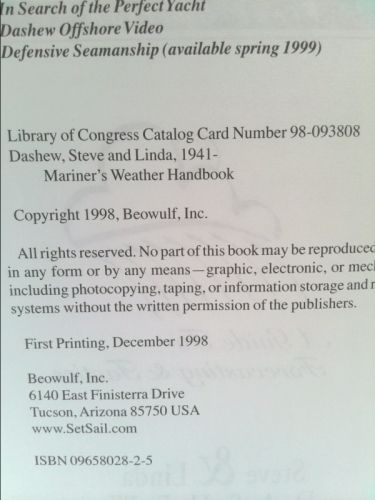 In Search of the Perfect Yacht
Dashew Offshore Video
Defensive Seamanship (available spring 1999)
Library of Congress Catalog Card Number 98-093808
Dashew, Steve and Linda, 1941-
Mariner's Weather Handbook
Copyright 1998, Beowulf, Inc.
All rights reserved. No part of this book may be reproduced
in any form or by any means—graphic, electronic, or
including photocopying, taping, or information storage and
systems without the written permission of the publishers.
First Printing, December 1998
Beowulf, Inc.
6140 East Finisterra Drive
Tucson, Arizona 85750 USA
www.SetSail.com
ISBN 09658028-2-5